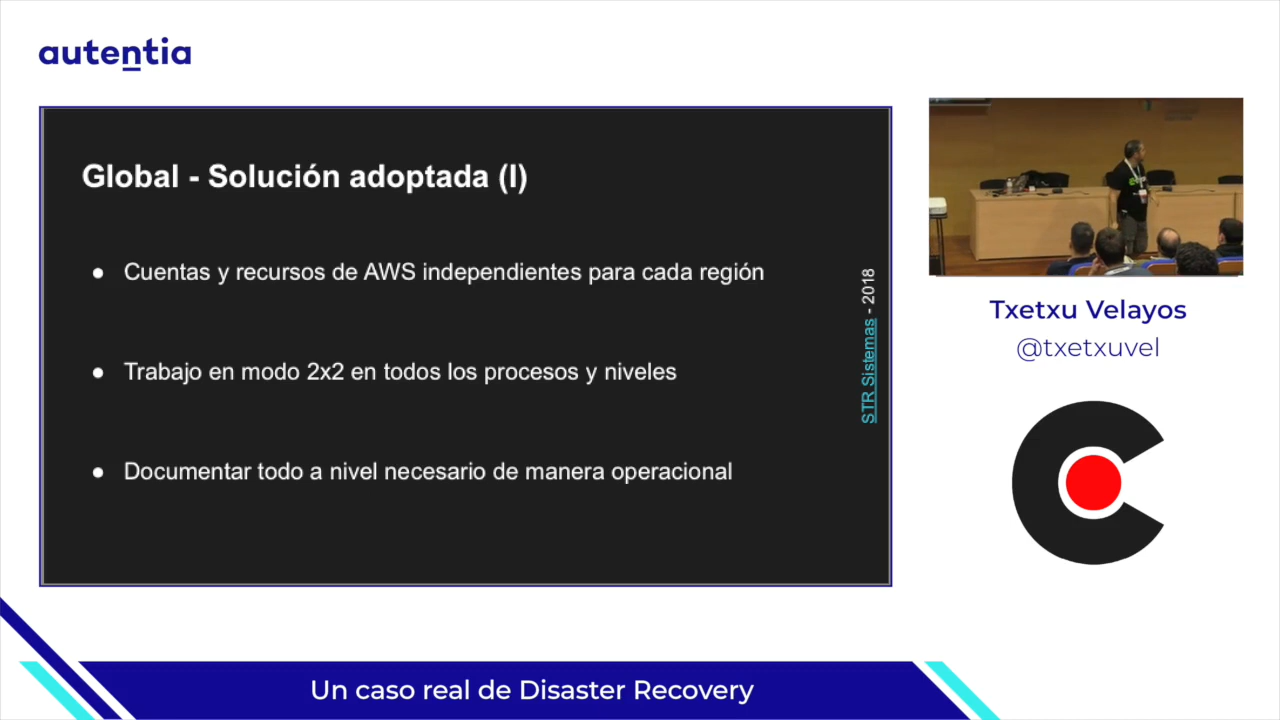 autentia
Global - Solución adoptada (I)
● Cuentas y recursos de AWS independientes para cada región
● Trabajo en modo 2x2 en todos los procesos y niveles
● Documentar todo a nivel necesario de manera operacional
STR Sistemas - 2018
Txetxu Velayos
@txetxuvel
Un caso real de Disaster Recovery